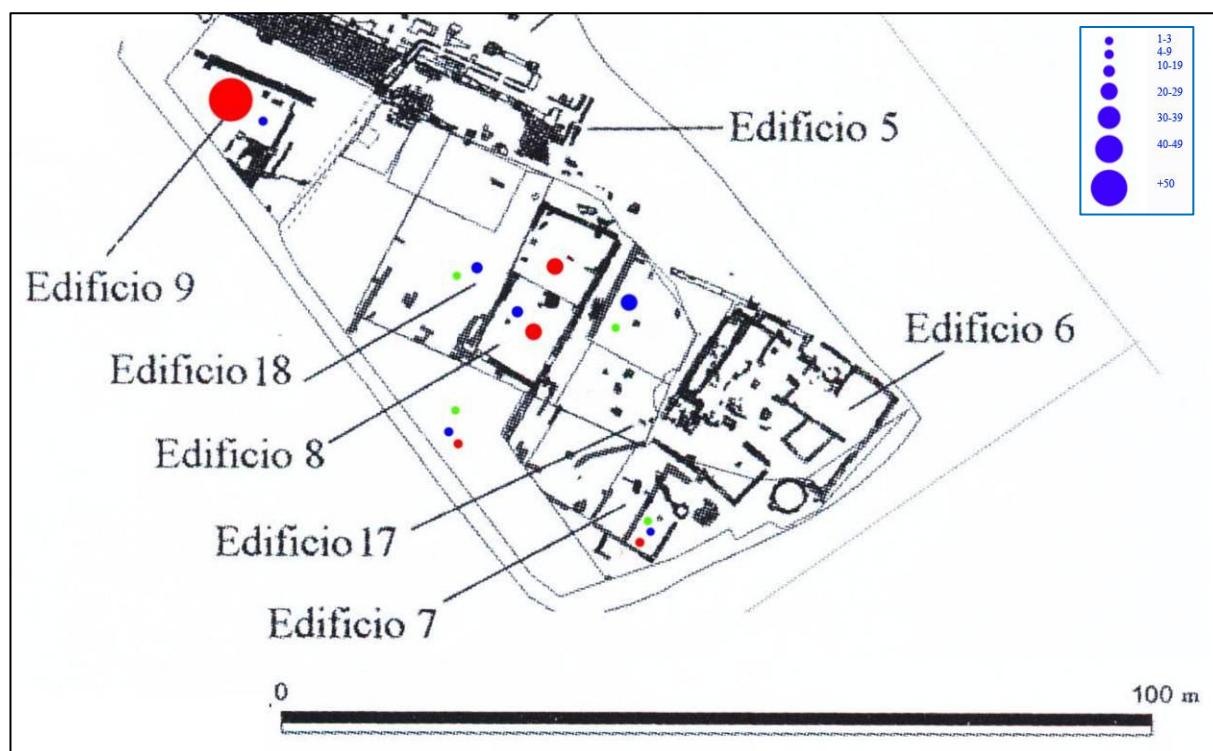 1-3
4-9
10-19
20-29
30-39
40-49
+50
Edificio 5
Edificio 9
Edificio 6
Edificio 18
Edificio 8
Edificio 17
Edificio 7
0
100 m